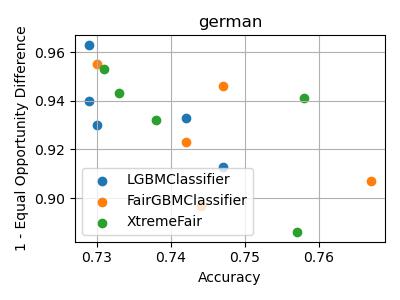 german
0.96
0.94
0.92
0.90
1 - Equal Opportunity Difference
LGBMClassifier
FairGBMClassifier
XtremeFair
0.73 0.74 0.75 0.76
Accuracy